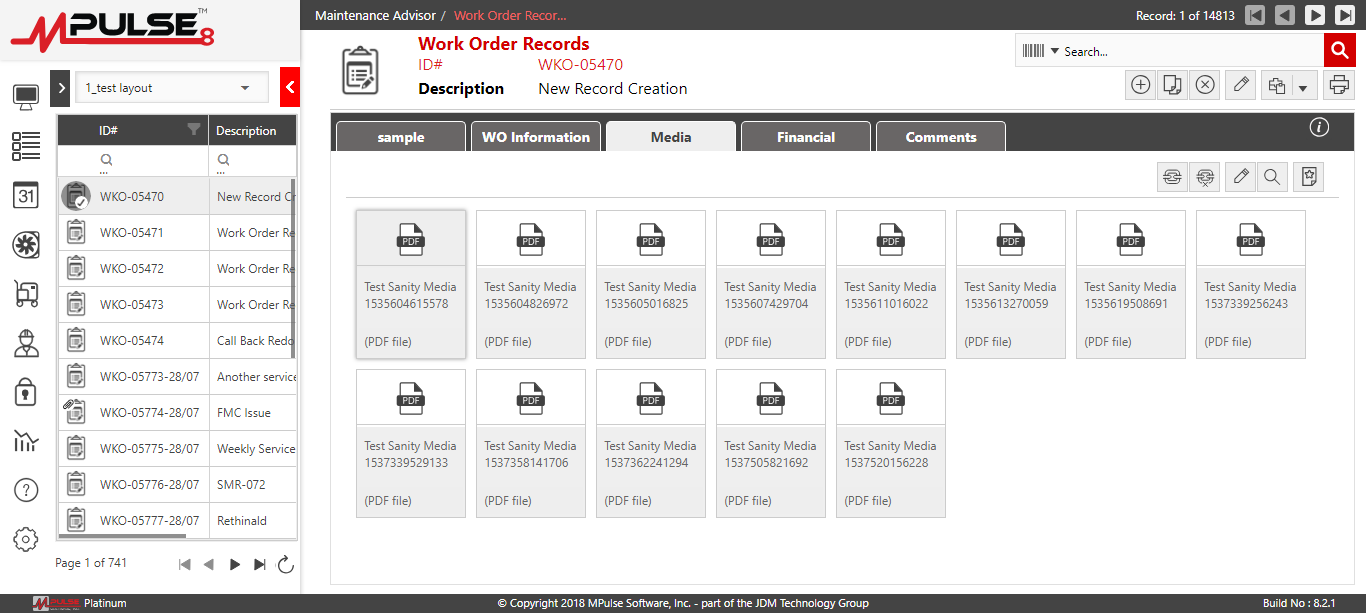 MPULSE™ 8
Maintenance Advisor / Work Order Recor...
Record: 1 of 14813
1_test layout
Work Order Records
ID# WKO-05470
Description New Record Creation
Search...
ID# Description
...
...
WKO-05470 New Record Cr
WKO-05471 Work Order Re
WKO-05472 Work Order Re
WKO-05473 Work Order Re
WKO-05474 Call Back Redo
WKO-05773-28/07 Another service
WKO-05774-28/07 FMC Issue
WKO-05775-28/07 Weekly Service
WKO-05776-28/07 SMR-072
WKO-05777-28/07 Rethinald
Page 1 of 741
31
?
sample WO Information Media Financial Comments
i
PDF PDF PDF PDF PDF PDF PDF PDF
Test Sanity Media Test Sanity Media Test Sanity Media Test Sanity Media Test Sanity Media Test Sanity Media Test Sanity Media Test Sanity Media
1535604615578 1535604826972 1535605016825 1535607429704 1535611016022 1535613270059 1535619508691 1537339256243
(PDF file) (PDF file) (PDF file) (PDF file) (PDF file) (PDF file) (PDF file) (PDF file)
PDF PDF PDF PDF PDF
Test Sanity Media Test Sanity Media Test Sanity Media Test Sanity Media Test Sanity Media
1537339529133 1537358141706 1537362241294 1537505821692 1537520156228
(PDF file) (PDF file) (PDF file) (PDF file) (PDF file)
MPULSE Platinum
© Copyright 2018 MPulse Software, Inc. - part of the JDM Technology Group
Build No : 8.2.1